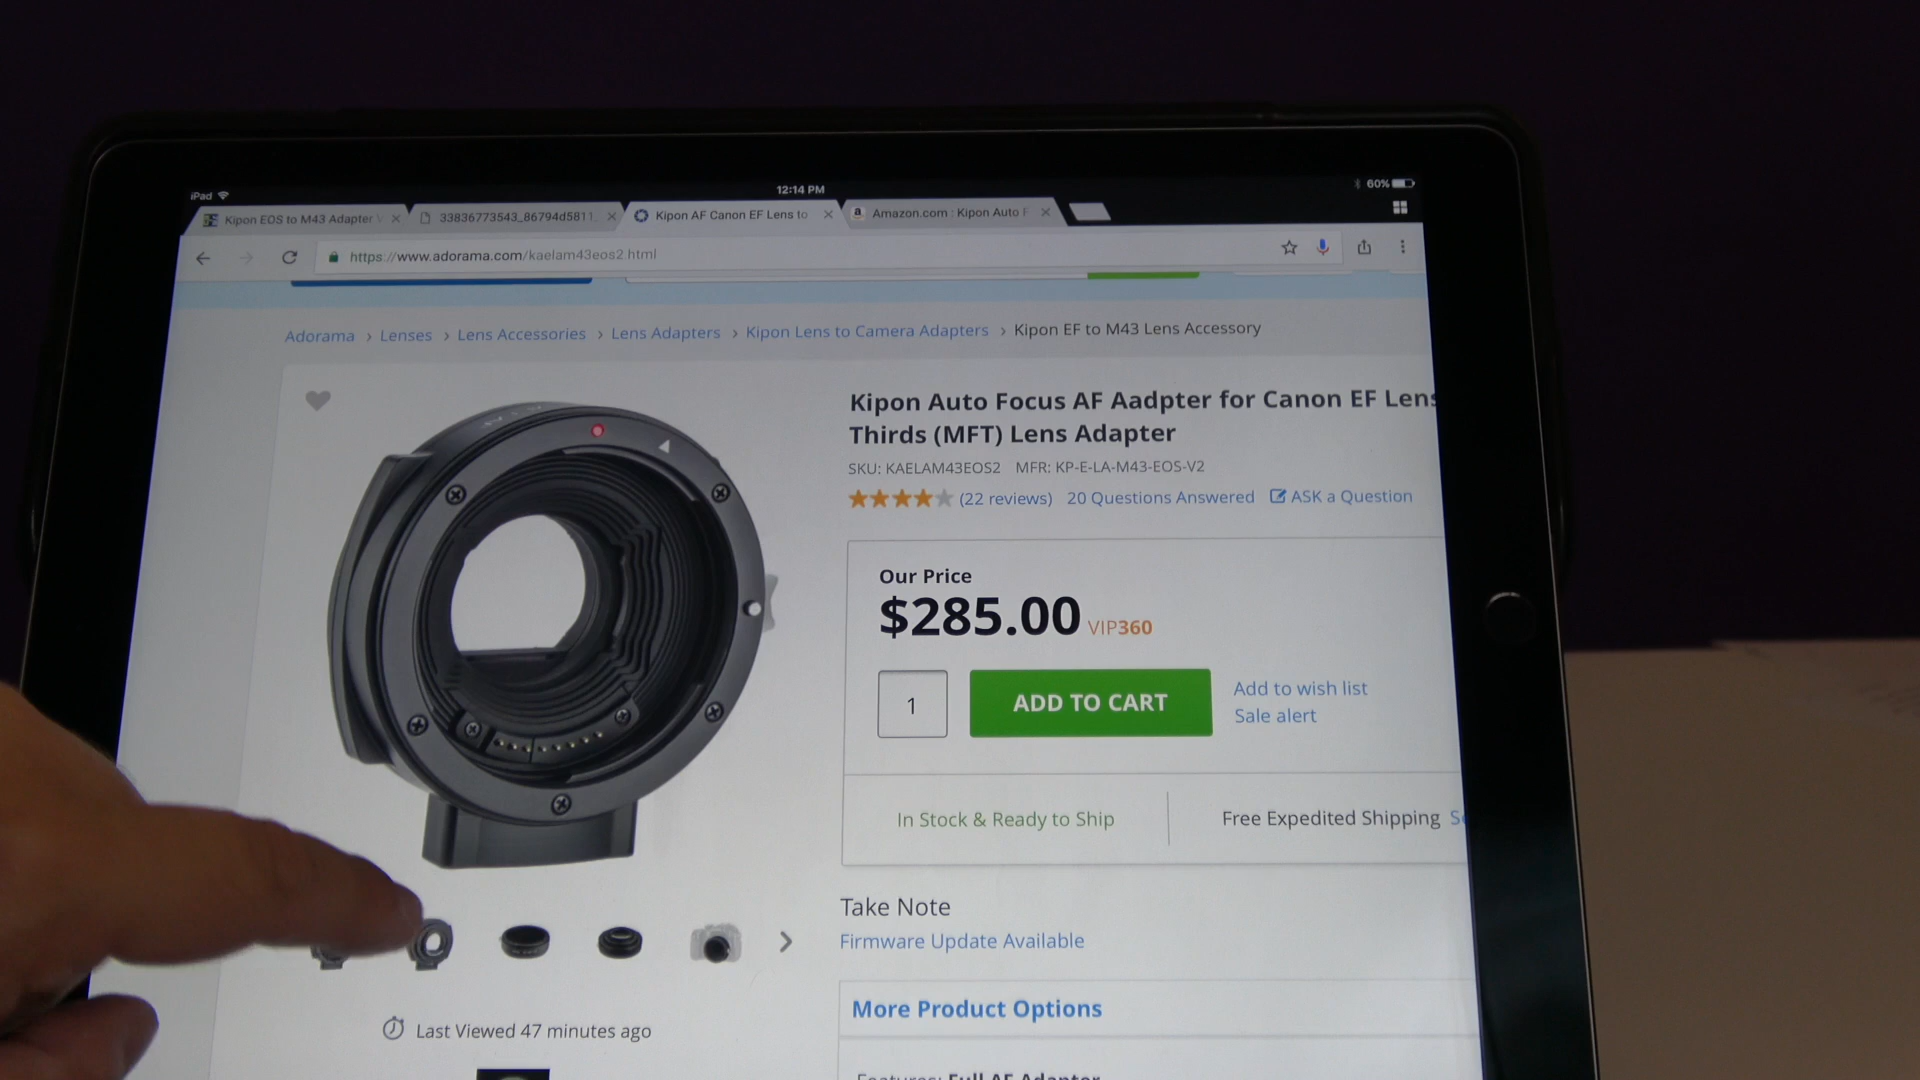 iPad
12:14 PM
60%
Kipon EOS to M43 Adapter V
33836773543_86794d5811
Kipon AF Canon EF Lens to
Amazon.com : Kipon Auto F
https://www.adorama.com/kaelam43eos2.html
Adorama > Lenses > Lens Accessories > Lens Adapters > Kipon Lens to Camera Adapters > Kipon EF to M43 Lens Accessory
Kipon Auto Focus AF Aadpter for Canon EF Lens
Thirds (MFT) Lens Adapter
SKU: KAELAM43EOS2 MFR: KP-E-LA-M43-EOS-V2
(22 reviews) 20 Questions Answered ASK a Question
Our Price
$285.00 VIP360
1 ADD TO CART
Add to wish list
Sale alert
In Stock & Ready to Ship
Free Expedited Shipping
Take Note
Firmware Update Available
More Product Options
Last Viewed 47 minutes ago
Features: Full AF Adapter